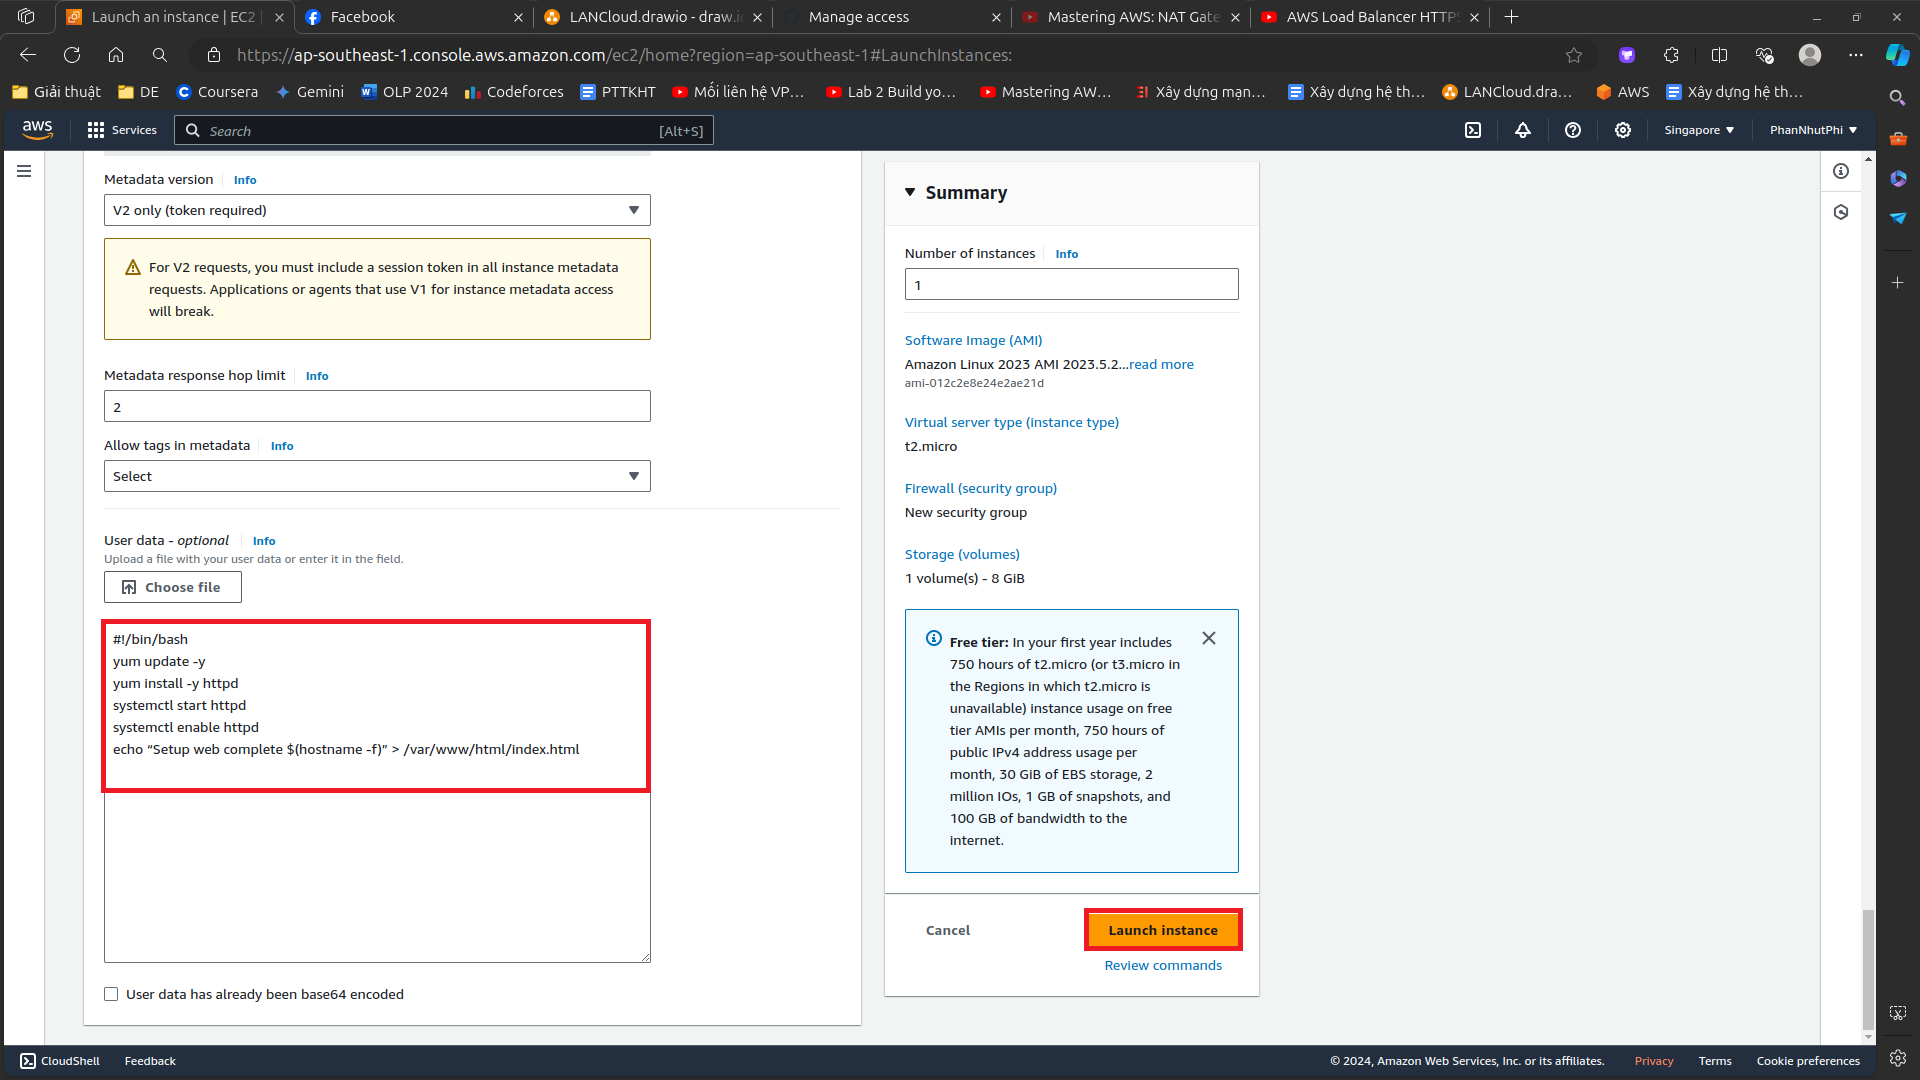 Launch an instance | EC2
Facebook
LANCloud.drawio - draw.i
Manage access
Mastering AWS: NAT Gate
AWS Load Balancer HTTPS
https://ap-southeast-1.console.aws.amazon.com/ec2/home?region=ap-southeast-1#LaunchInstances:
Giải thuật
DE
Coursera
Gemini
OLP 2024
Codeforces
PTTKHT
Mối liên hệ VP...
Lab 2 Build yo...
Mastering AW...
Xây dựng mạn...
Xây dựng hệ th...
LANCloud.dra...
AWS
Xây dựng hệ th...
aws
Services
Search
[Alt+S]
Singapore
PhanNhutPhi
Metadata version
Info
V2 only (token required)
For V2 requests, you must include a session token in all instance metadata
requests. Applications or agents that use V1 for instance metadata access
will break.
Metadata response hop limit
Info
2
Allow tags in metadata
Info
Select
User data - optional
Info
Upload a file with your user data or enter it in the field.
Choose file
#!/bin/bash
yum update -y
yum install -y httpd
systemctl start httpd
systemctl enable httpd
echo “Setup web complete $(hostname -f)” > /var/www/html/index.html
User data has already been base64 encoded
Summary
Number of instances
Info
1
Software Image (AMI)
Amazon Linux 2023 AMI 2023.5.2...read more
ami-012c2e8e24e2ae21d
Virtual server type (instance type)
t2.micro
Firewall (security group)
New security group
Storage (volumes)
1 volume(s) - 8 GiB
Free tier: In your first year includes
750 hours of t2.micro (or t3.micro in
the Regions in which t2.micro is
unavailable) instance usage on free
tier AMIs per month, 750 hours of
public IPv4 address usage per
month, 30 GiB of EBS storage, 2
million IOs, 1 GB of snapshots, and
100 GB of bandwidth to the
internet.
Cancel
Launch instance
Review commands
CloudShell
Feedback
© 2024, Amazon Web Services, Inc. or its affiliates.
Privacy
Terms
Cookie preferences